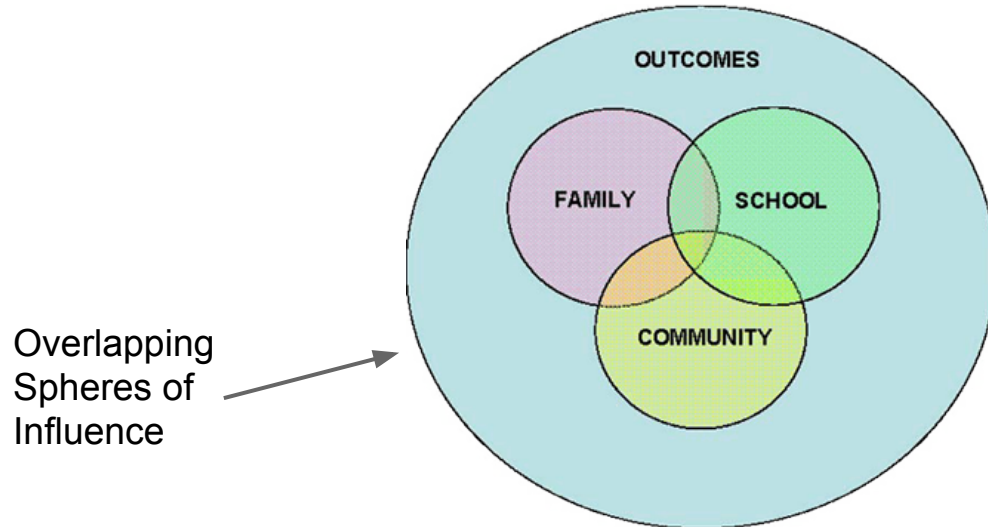 OUTCOMES
FAMILY
SCHOOL
COMMUNITY
Overlapping
Spheres of
Influence